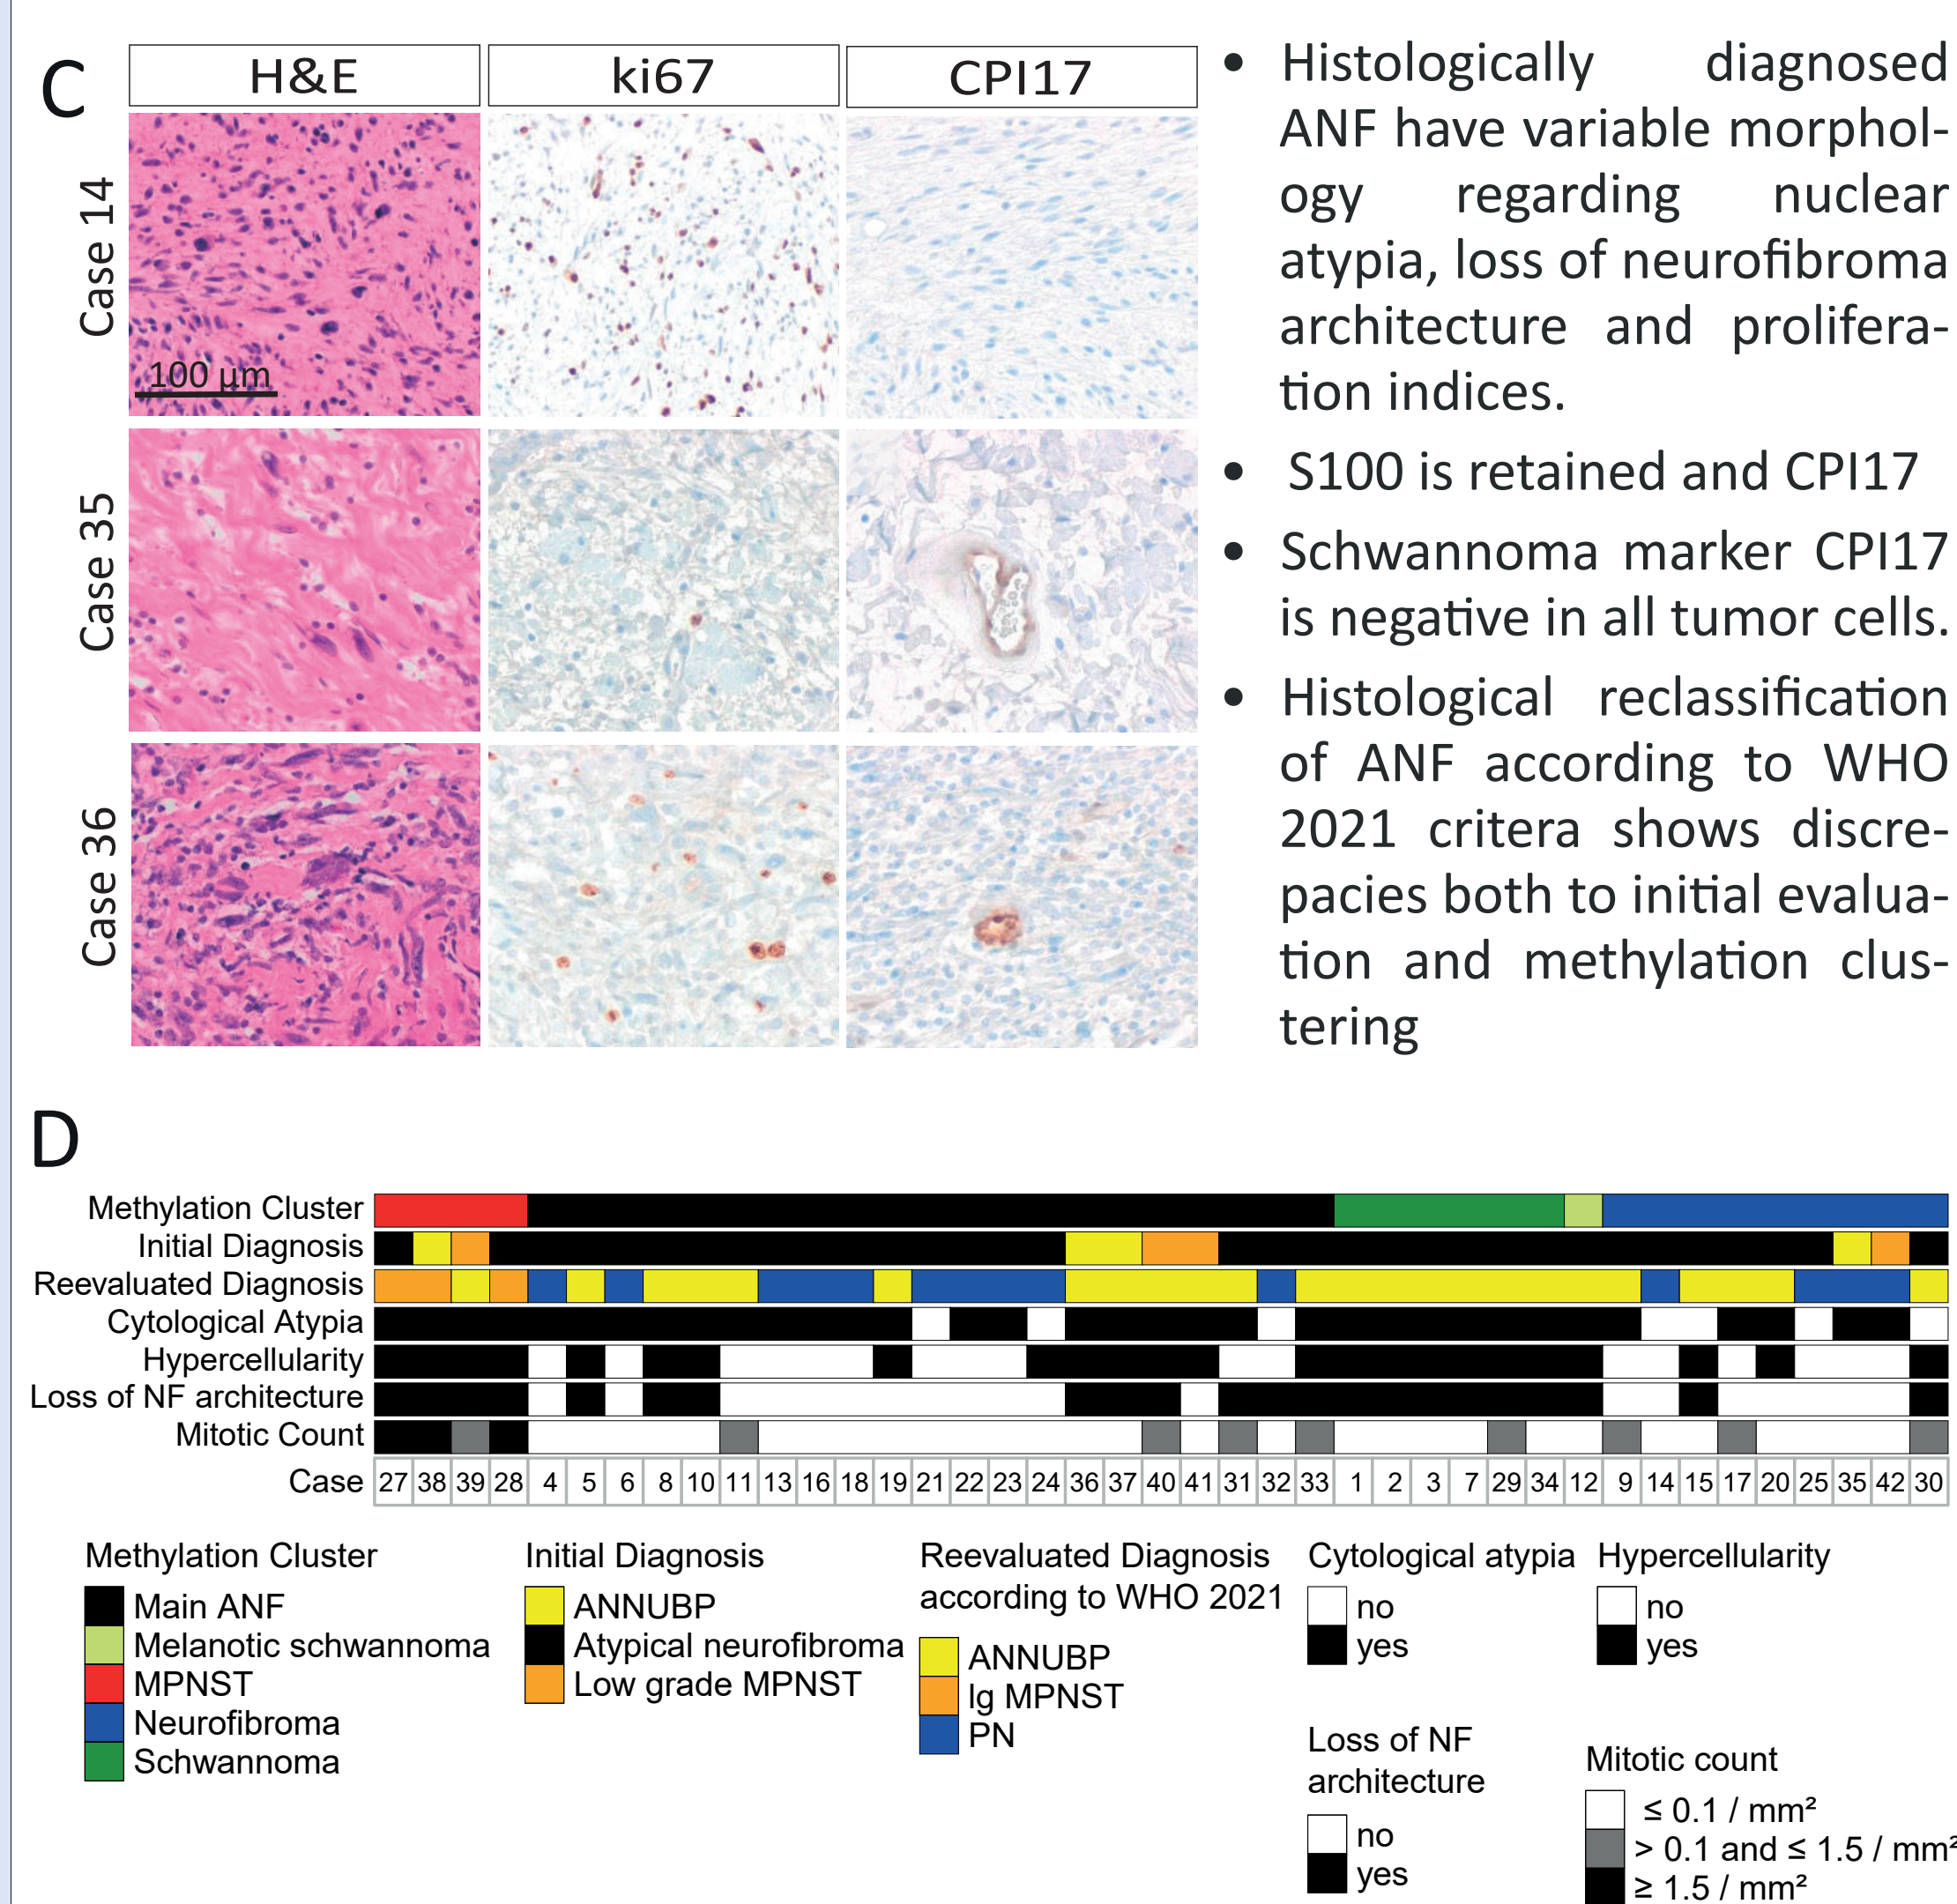 C
H&E
ki67
CPI17
Case 14
100 µm
Case 35
Case 36
• Histologically diagnosed
ANF have variable morphol-
ogy regarding nuclear
atypia, loss of neurofibroma
architecture and prolifera-
tion indices.
• S100 is retained and CPI17
• Schwannoma marker CPI17
is negative in all tumor cells.
• Histological reclassification
of ANF according to WHO
2021 critera shows discre-
pacies both to initial evalua-
tion and methylation clus-
tering
D
Methylation Cluster
Initial Diagnosis
Reevaluated Diagnosis
Cytological Atypia
Hypercellularity
Loss of NF architecture
Mitotic Count
Case 27 38 39 28 4 5 6 8 10 11 13 16 18 19 21 22 23 24 36 37 40 41 31 32 33 1 2 3 7 29 34 12 9 14 15 17 20 25 35 42 30
Methylation Cluster
Main ANF
Melanotic schwannoma
MPNST
Neurofibroma
Schwannoma
Initial Diagnosis
ANNUBP
Atypical neurofibroma
Low grade MPNST
Reevaluated Diagnosis
according to WHO 2021
ANNUBP
lg MPNST
PN
Cytological atypia
no
yes
Hypercellularity
no
yes
Loss of NF
architecture
no
yes
Mitotic count
≤ 0.1 / mm²
> 0.1 and ≤ 1.5 / mm²
≥ 1.5 / mm²